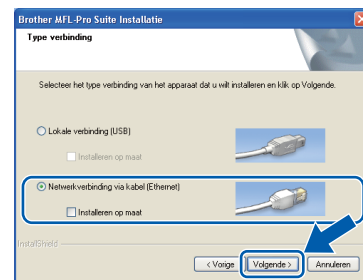 Brother MFL-Pro Suite Installatie
Type verbinding
Selecteer het type verbinding van het apparaat dat u wilt installeren en klik op Volgende.
Lokale verbinding (USB)
Installeren op maat
Netwerkverbinding via kabel (Ethernet)
Installeren op maat
InstallShield
< Vorige
Volgende >
Annuleren